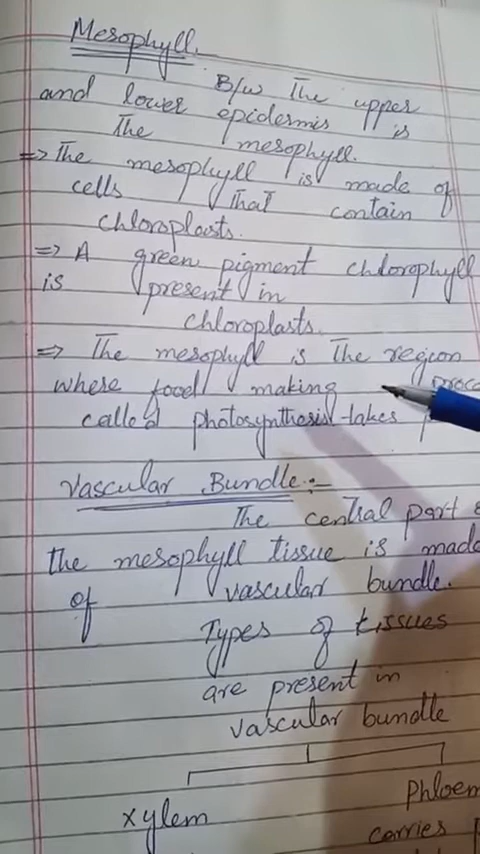 Mesophyll.
B/w The upper
and lower epidermis is
The mesophyll.
=> The mesophyll is made of
cells That contain
chloroplasts.
=> A green pigment chlorophyll
is present in
chloroplasts.
=> The mesophyll is The region
where food making
called photosynthesis takes
Vascular Bundle:-
The central part
the mesophyll tissue is made
of vascular bundle.
Types of tissues
are present in
vascular bundle
xylem Phloem
carries